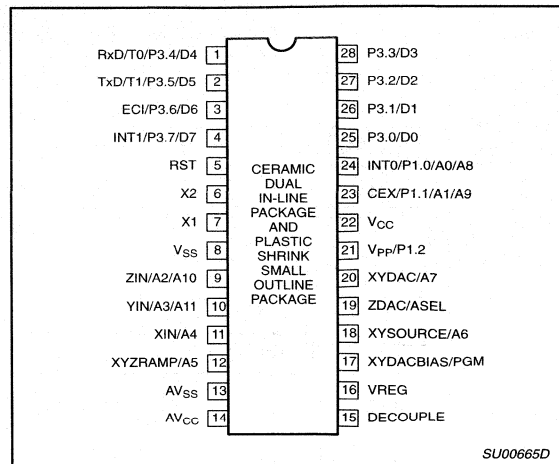 RxD/T0/P3.4/D4 1
TxD/T1/P3.5/D5 2
ECI/P3.6/D6 3
INT1/P3.7/D7 4
RST 5
X2 6
X1 7
VSS 8
ZIN/A2/A10 9
YIN/A3/A11 10
XIN/A4 11
XYZRAMP/A5 12
AVSS 13
AVCC 14
CERAMIC
DUAL
IN-LINE
PACKAGE
AND
PLASTIC
SHRINK
SMALL
OUTLINE
PACKAGE
28 P3.3/D3
27 P3.2/D2
26 P3.1/D1
25 P3.0/D0
24 INT0/P1.0/A0/A8
23 CEX/P1.1/A1/A9
22 VCC
21 VPP/P1.2
20 XYDAC/A7
19 ZDAC/ASEL
18 XYSOURCE/A6
17 XYDACBIAS/PGM
16 VREG
15 DECOUPLE
SU00665D